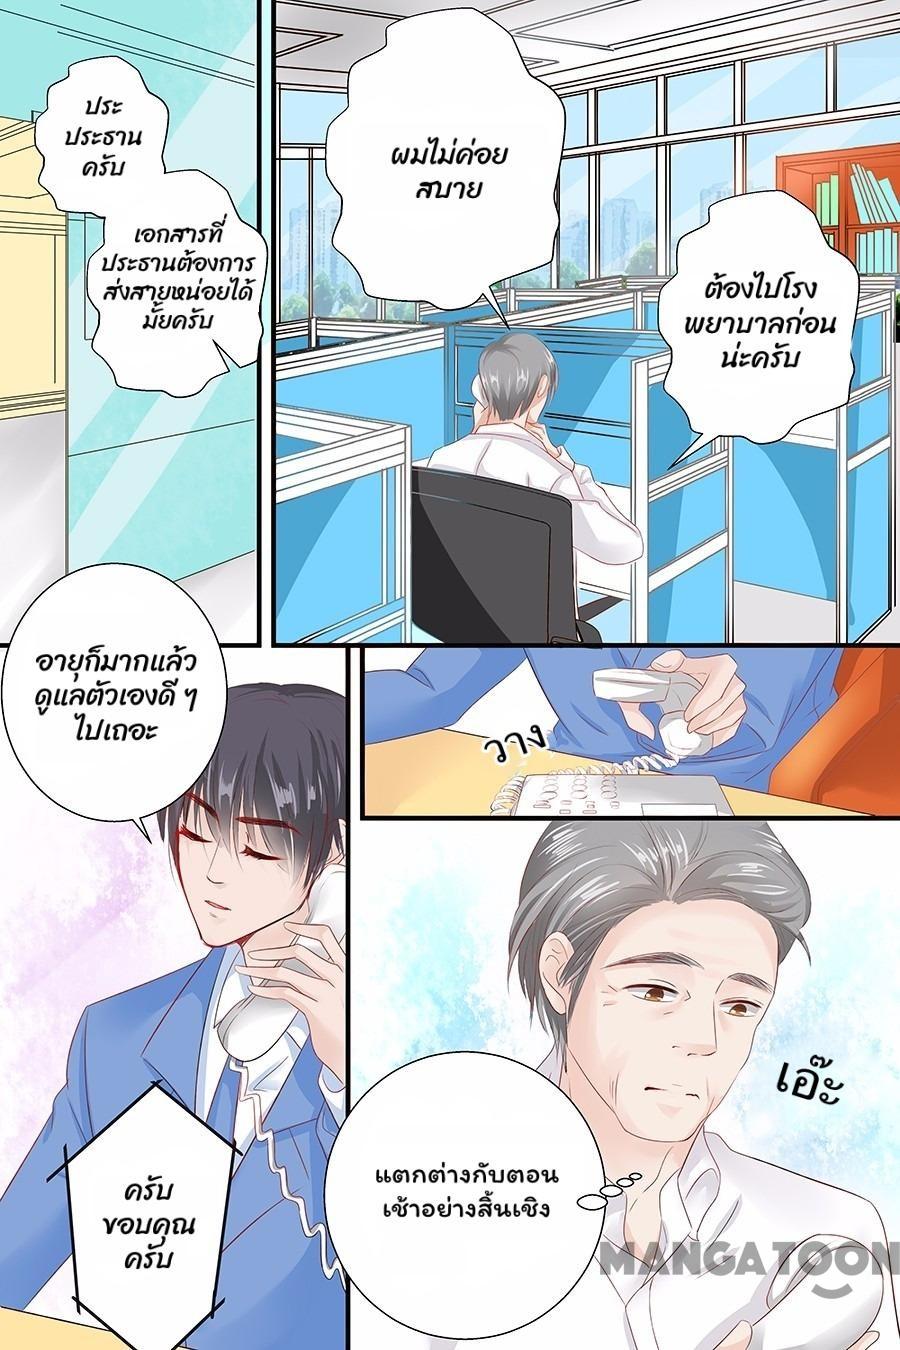 ประ
ประธาน
ครับ
เอกสารที่
ประธานต้องการ
ส่งสายหน่อยได้
มั้ยครับ
ผมไม่ค่อย
สบาย
ต้องไปโรง
พยาบาลก่อน
น่ะครับ
อายุก็มากแล้ว
ดูแลตัวเองดี ๆ
ไปเถอะ
วาง
ครับ
ขอบคุณ
ครับ
เอ๊ะ
แตกต่างกับตอน
เช้าอย่างสิ้นเชิง
MANGATOON